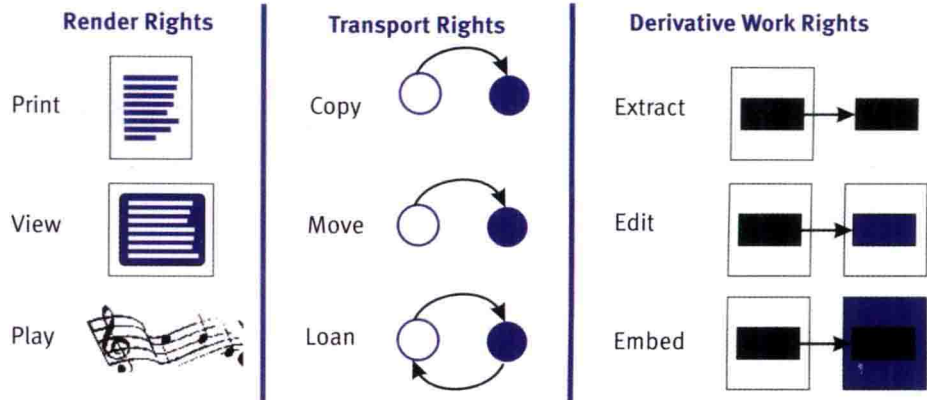 Render Rights
Print
View
Play
Transport Rights
Copy
Move
Loan
Derivative Work Rights
Extract
Edit
Embed